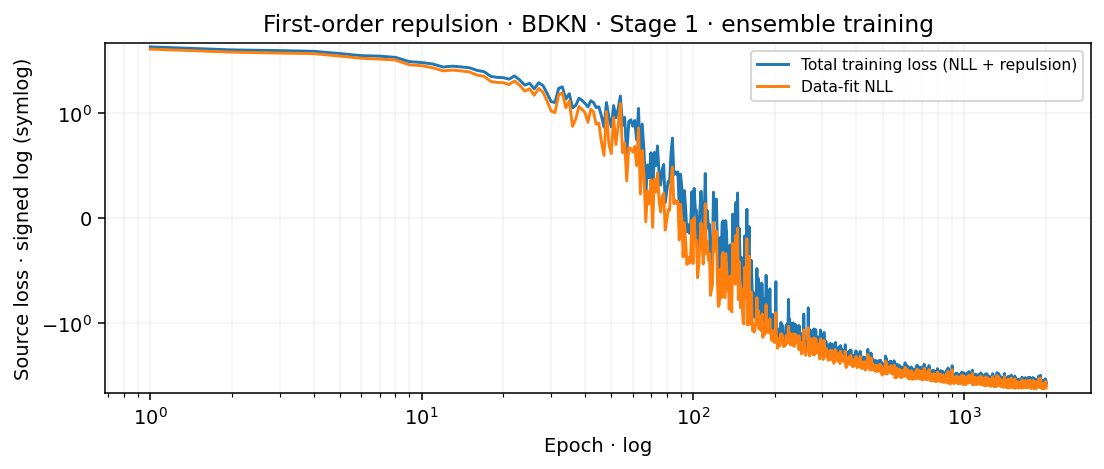 First-order repulsion · BDKN · Stage 1 · ensemble training
Total training loss (NLL + repulsion)
Data-fit NLL
Source loss · signed log (symlog)
10⁰
0
−10⁰
10⁰
10¹
10²
10³
Epoch · log